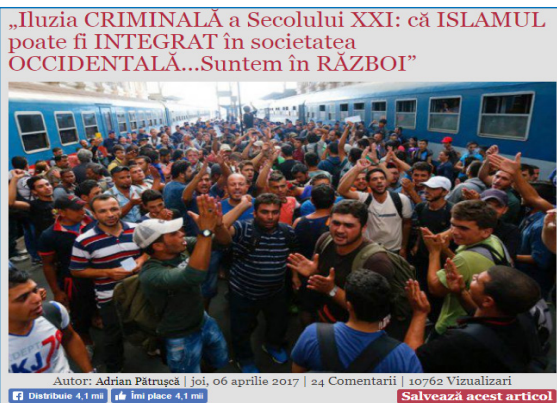 „Iluzia CRIMINALĂ a Secolului XXI: că ISLAMUL
poate fi INTEGRAT în societatea
OCCIDENTALĂ...Suntem în RĂZBOI”
DEPT
KJ
Autor: Adrian Pătrușcă | joi, 06 aprilie 2017 | 24 Comentarii | 10762 Vizualizari
Distribuie 4,1 mii Îmi place 4,1 mii Salvează acest articol